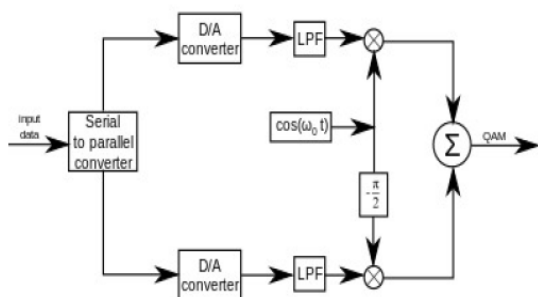 D/A
converter
LPF
input
data
Serial
to parallel
converter
cos(ω₀ t)
Σ
QAM
-π/2
D/A
converter
LPF